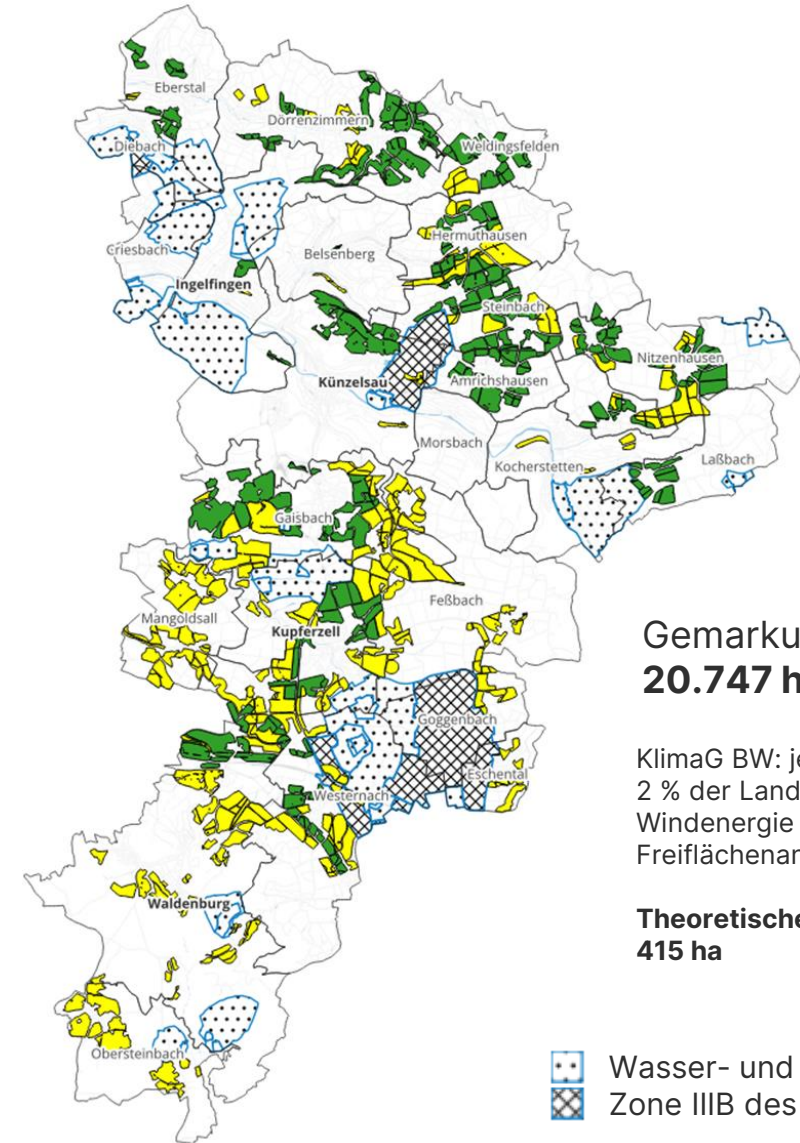 Eberstal
Dörrenzimmern
Diebach
Weldingsfelden
Hermuthausen
Criesbach
Belsenberg
Ingelfingen
Steinbach
Nitzenhausen
Künzelsau
Amrichshausen
Morsbach
Kocherstetten
Laßbach
Gaisbach
Feßbach
Mangoldsall
Kupferzell
Goggenbach
Eschental
Westernach
Waldenburg
Obersteinbach
Gemarku
20.747 h
KlimaG BW: je
2 % der Land
Windenergie
Freiflächenan
Theoretische
415 ha
Wasser- und
Zone IIIB des